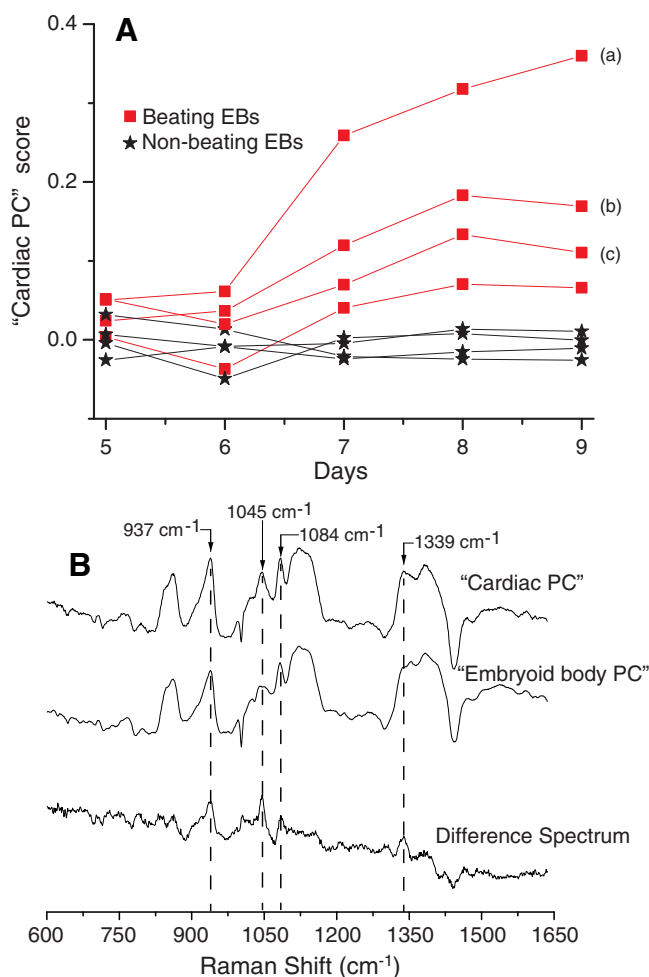 A
0.4
(a)
Beating EBs
Non-beating EBs
"Cardiac PC" score
0.2
(b)
(c)
0.0
5 6 7 8 9
Days
B
937 cm-1
1045 cm-1
1084 cm-1
1339 cm-1
"Cardiac PC"
"Embryoid body PC"
Difference Spectrum
600 750 900 1050 1200 1350 1500 1650
Raman Shift (cm-1)